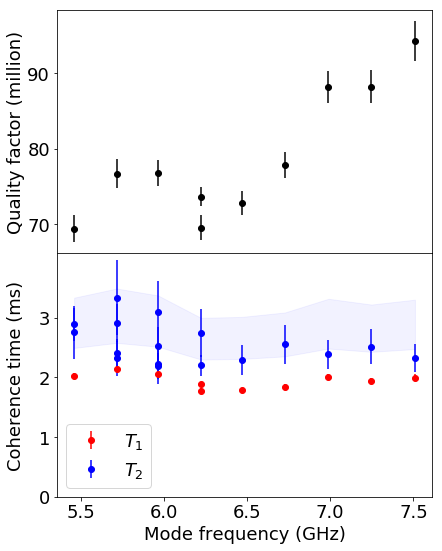 Quality factor (million)
90
80
70
Coherence time (ms)
3
2
1
0
T1
T2
5.5
6.0
6.5
7.0
7.5
Mode frequency (GHz)